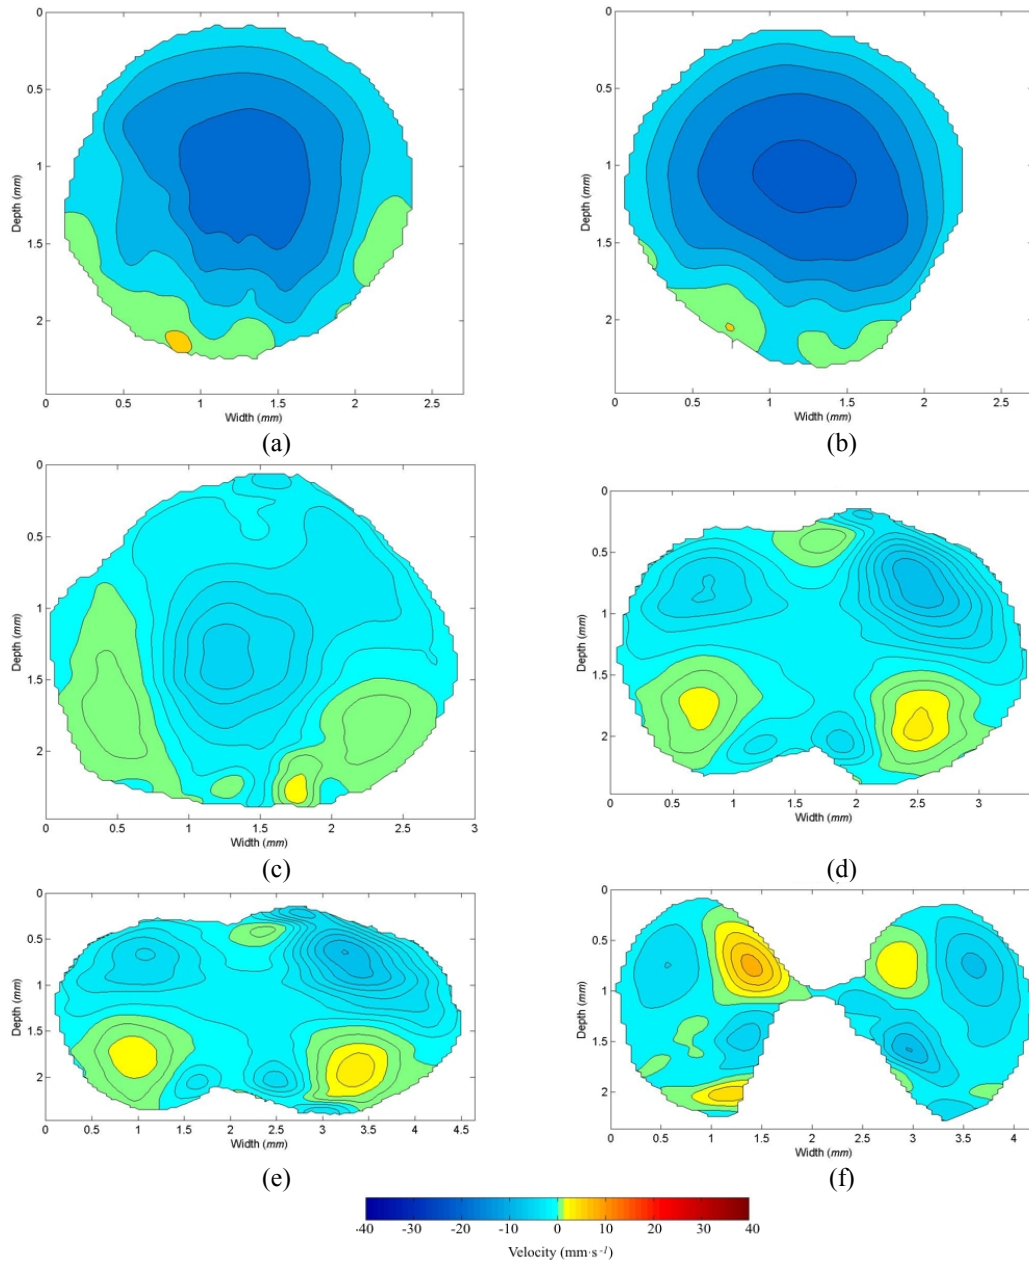 0
0.5
1
1.5
2
Depth (mm)
0 0.5 1 1.5 2 2.5
Width (mm)
(a)
0
0.5
1
1.5
2
Depth (mm)
0 0.5 1 1.5 2 2.5
Width (mm)
(b)
0
0.5
1
1.5
2
Depth (mm)
0 0.5 1 1.5 2 2.5 3
Width (mm)
(c)
0
0.5
1
1.5
2
Depth (mm)
0 0.5 1 1.5 2 2.5 3
Width (mm)
(d)
0
0.5
1
1.5
2
Depth (mm)
0 0.5 1 1.5 2 2.5 3 3.5 4 4.5
Width (mm)
(e)
0
0.5
1
1.5
2
Depth (mm)
0 0.5 1 1.5 2 2.5 3 3.5 4
Width (mm)
(f)
-40 -30 -20 -10 0 10 20 30 40
Velocity (mm·s⁻¹)